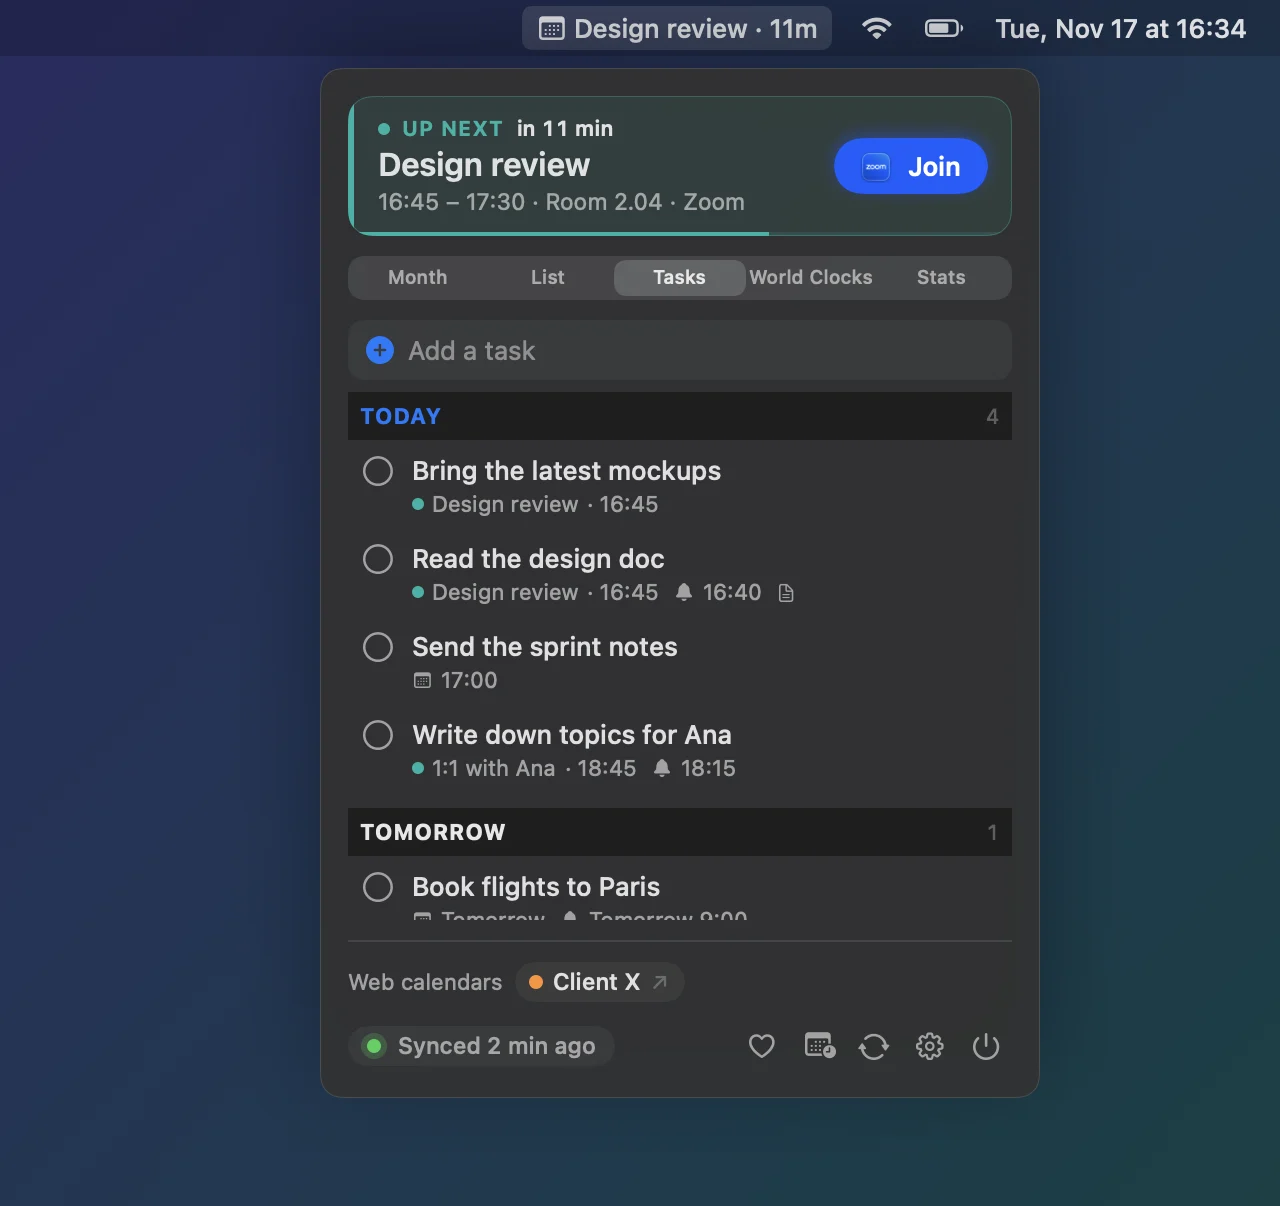 Design review · 11m
Tue, Nov 17 at 16:34
UP NEXT in 11 min
Design review
16:45 – 17:30 · Room 2.04 · Zoom
zoom Join
Month List Tasks World Clocks Stats
Add a task
TODAY 4
Bring the latest mockups
Design review · 16:45
Read the design doc
Design review · 16:45 16:40
Send the sprint notes
17:00
Write down topics for Ana
1:1 with Ana · 18:45 18:15
TOMORROW 1
Book flights to Paris
Tomorrow Tomorrow 9:00
Web calendars Client X
Synced 2 min ago